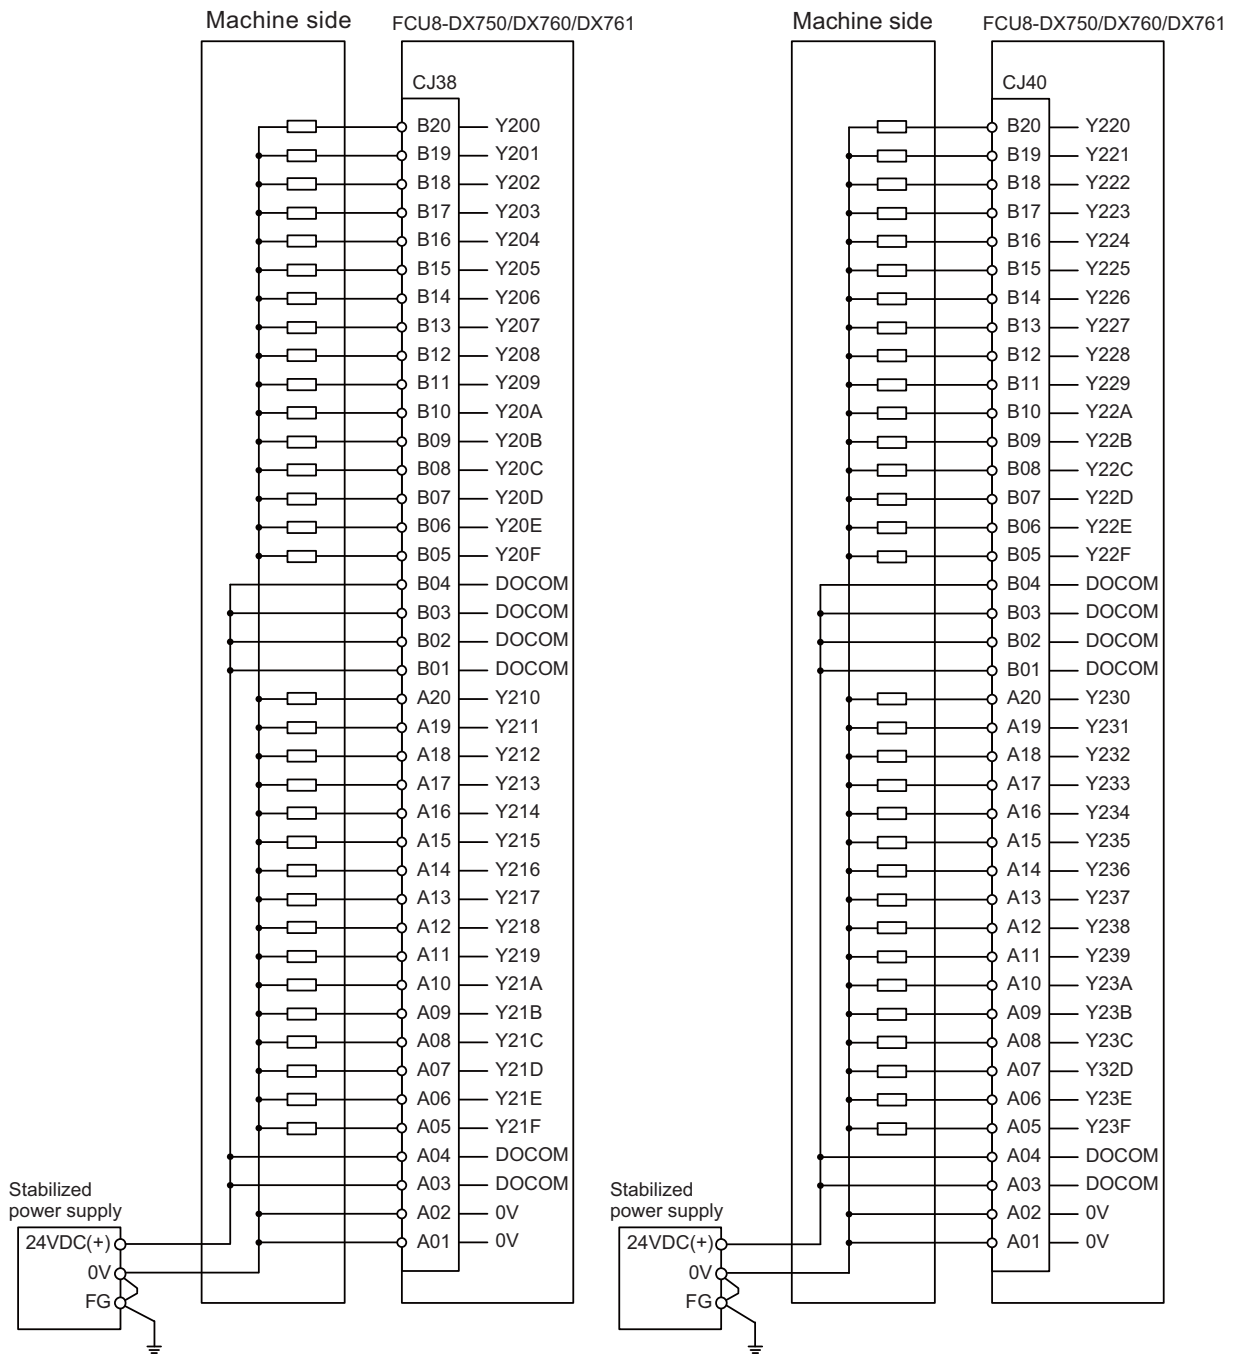 Machine side
FCU8-DX750/DX760/DX761
CJ38
B20 Y200
B19 Y201
B18 Y202
B17 Y203
B16 Y204
B15 Y205
B14 Y206
B13 Y207
B12 Y208
B11 Y209
B10 Y20A
B09 Y20B
B08 Y20C
B07 Y20D
B06 Y20E
B05 Y20F
B04 DOCOM
B03 DOCOM
B02 DOCOM
B01 DOCOM
A20 Y210
A19 Y211
A18 Y212
A17 Y213
A16 Y214
A15 Y215
A14 Y216
A13 Y217
A12 Y218
A11 Y219
A10 Y21A
A09 Y21B
A08 Y21C
A07 Y21D
A06 Y21E
A05 Y21F
A04 DOCOM
A03 DOCOM
A02 0V
A01 0V
Stabilized
power supply
24VDC(+)
0V
FG
Machine side
FCU8-DX750/DX760/DX761
CJ40
B20 Y220
B19 Y221
B18 Y222
B17 Y223
B16 Y224
B15 Y225
B14 Y226
B13 Y227
B12 Y228
B11 Y229
B10 Y22A
B09 Y22B
B08 Y22C
B07 Y22D
B06 Y22E
B05 Y22F
B04 DOCOM
B03 DOCOM
B02 DOCOM
B01 DOCOM
A20 Y230
A19 Y231
A18 Y232
A17 Y233
A16 Y234
A15 Y235
A14 Y236
A13 Y237
A12 Y238
A11 Y239
A10 Y23A
A09 Y23B
A08 Y23C
A07 Y32D
A06 Y23E
A05 Y23F
A04 DOCOM
A03 DOCOM
A02 0V
A01 0V
Stabilized
power supply
24VDC(+)
0V
FG